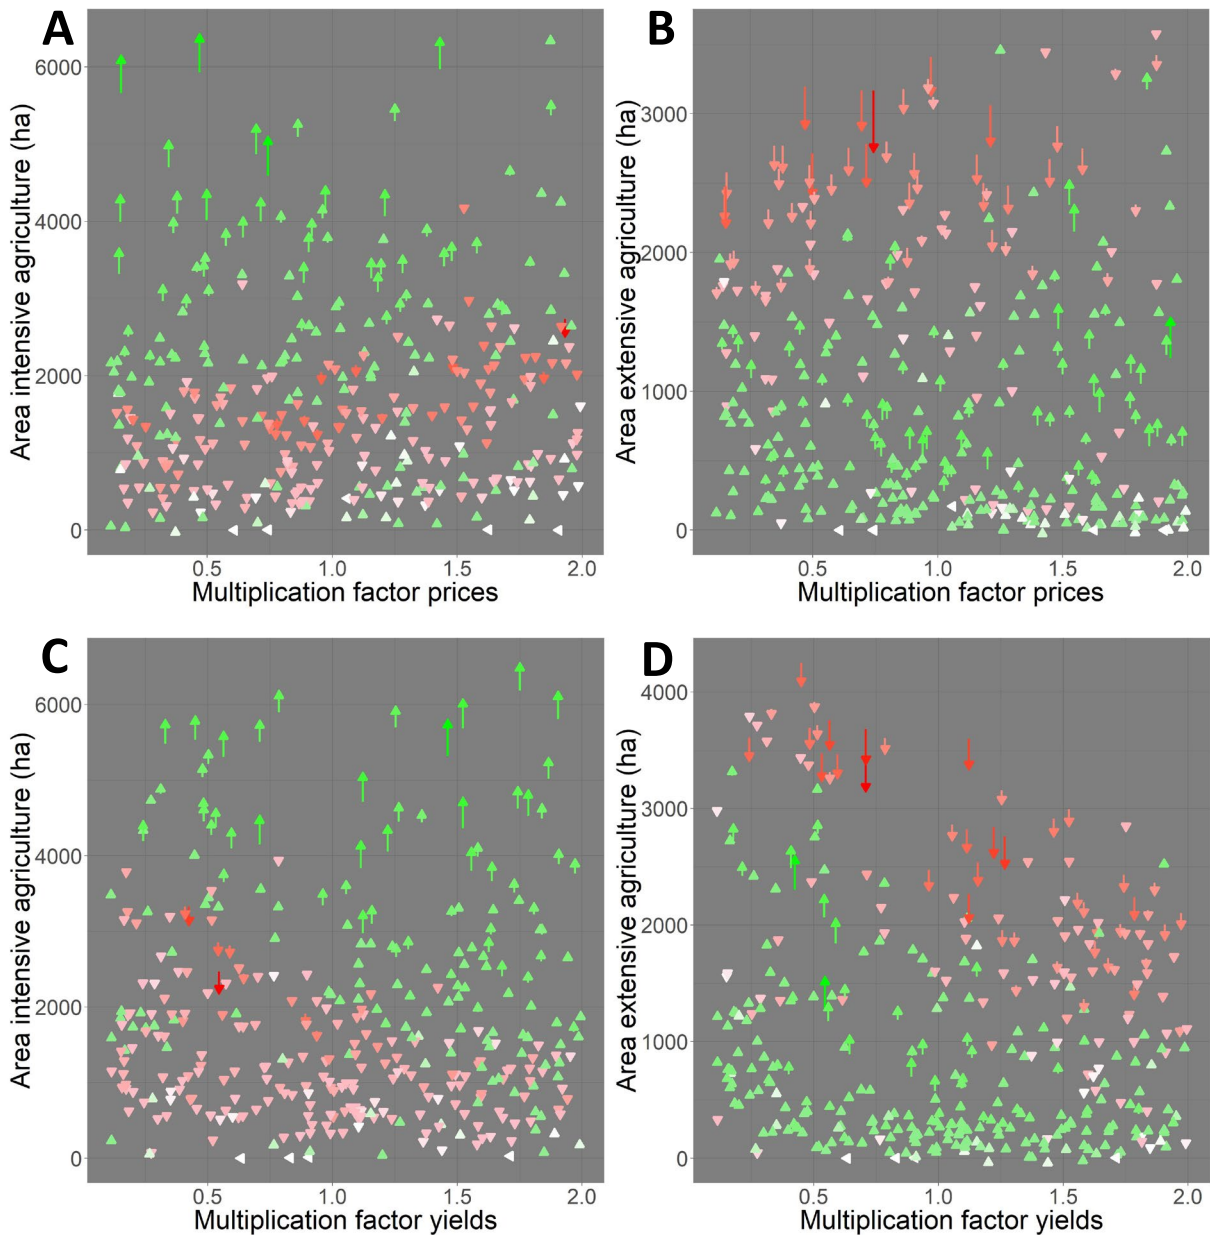 A
Area intensive agriculture (ha)
6000
4000
2000
0
0.5 1.0 1.5 2.0
Multiplication factor prices
B
Area extensive agriculture (ha)
3000
2000
1000
0
0.5 1.0 1.5 2.0
Multiplication factor prices
C
Area intensive agriculture (ha)
6000
4000
2000
0
0.5 1.0 1.5 2.0
Multiplication factor yields
D
Area extensive agriculture (ha)
4000
3000
2000
1000
0
0.5 1.0 1.5 2.0
Multiplication factor yields